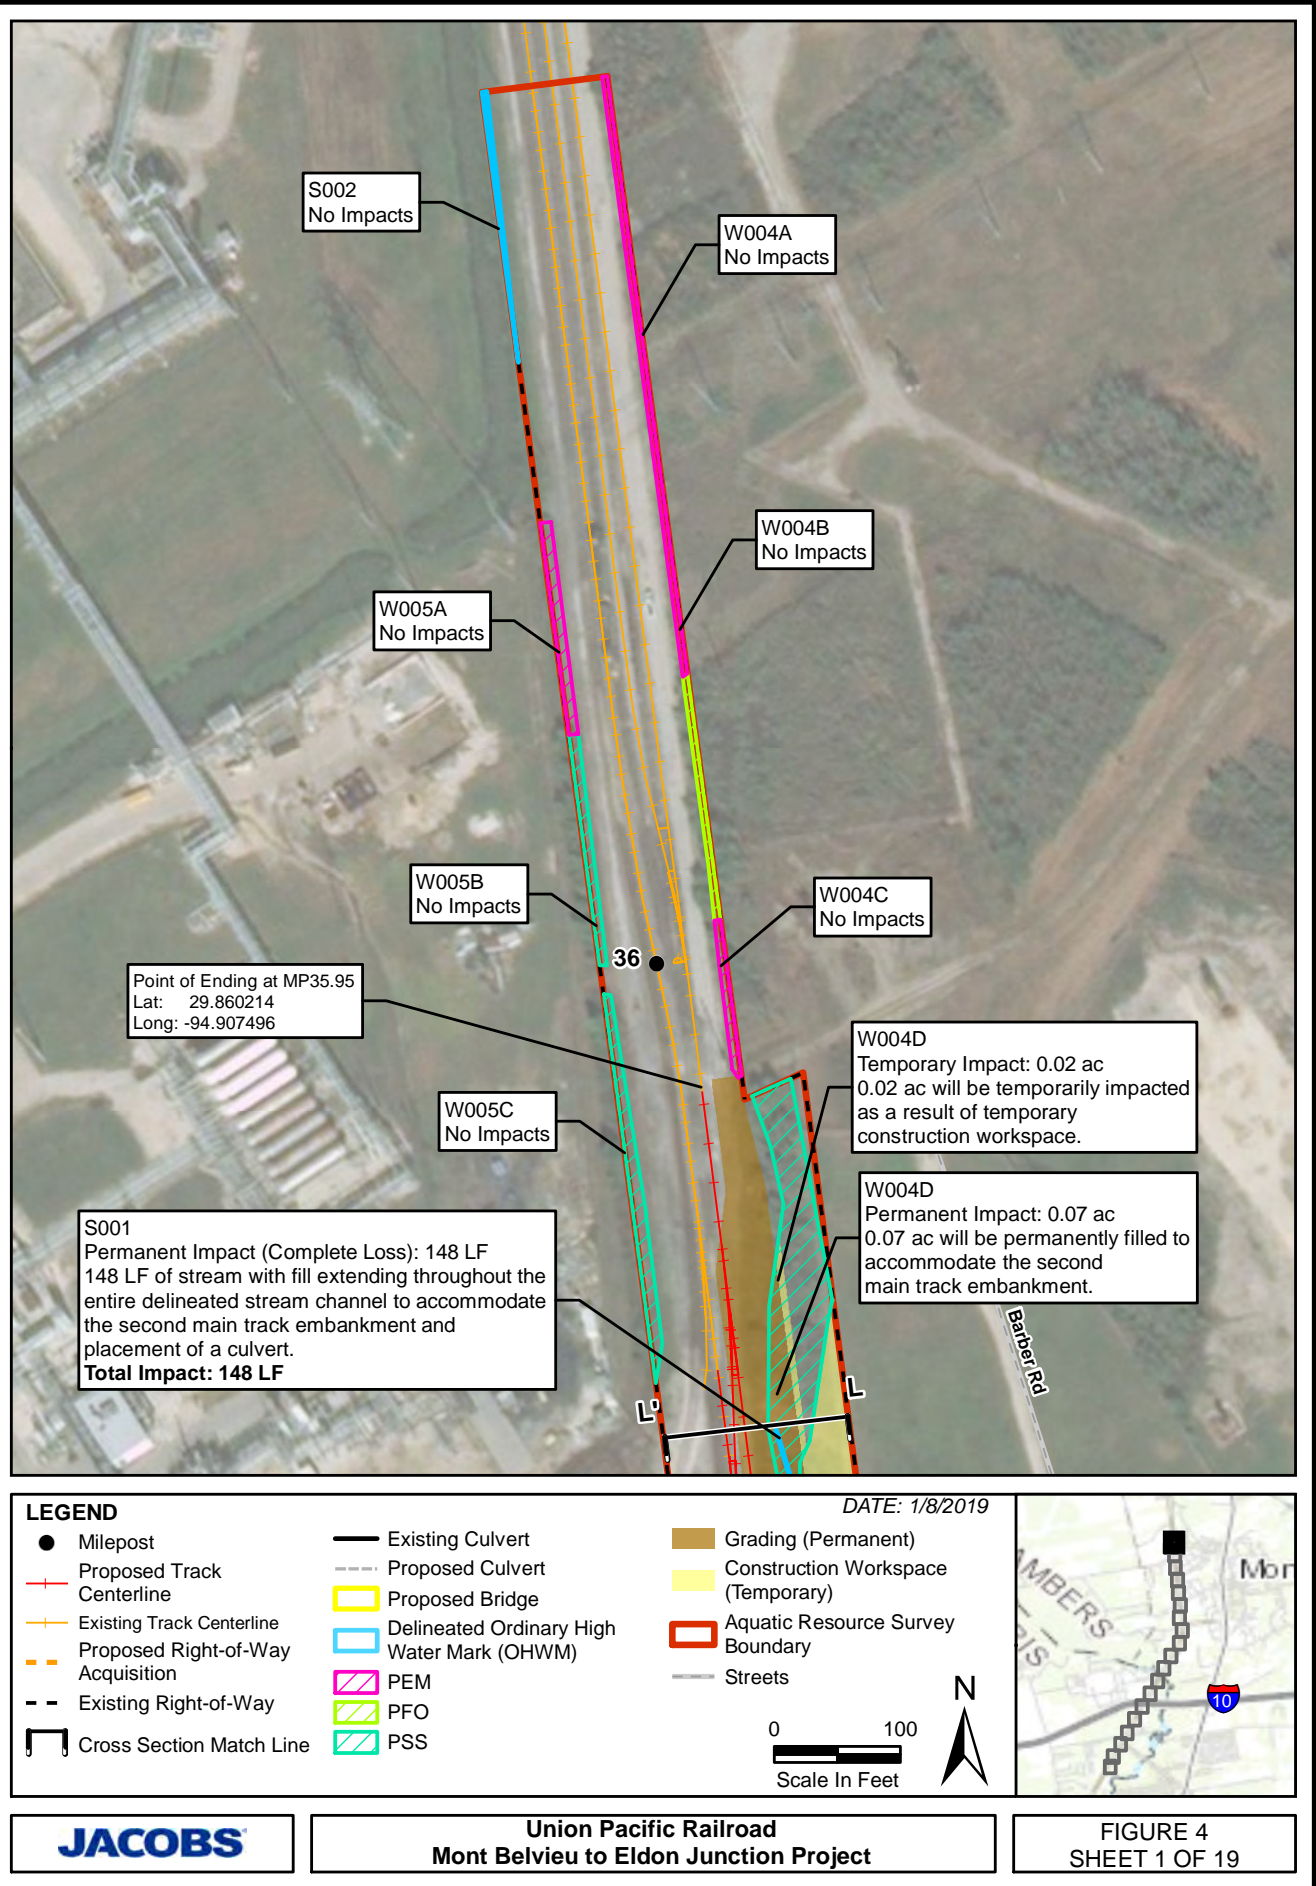 S002
No Impacts
W004A
No Impacts
W004B
No Impacts
W005A
No Impacts
W005B
No Impacts
W004C
No Impacts
36
Point of Ending at MP35.95
Lat: 29.860214
Long: -94.907496
W004D
Temporary Impact: 0.02 ac
0.02 ac will be temporarily impacted
as a result of temporary
construction workspace.
W005C
No Impacts
W004D
Permanent Impact: 0.07 ac
0.07 ac will be permanently filled to
accommodate the second
main track embankment.
S001
Permanent Impact (Complete Loss): 148 LF
148 LF of stream with fill extending throughout the
entire delineated stream channel to accommodate
the second main track embankment and
placement of a culvert.
Total Impact: 148 LF
Barber Rd
L'
L
LEGEND
Milepost
Proposed Track
Centerline
Existing Track Centerline
Proposed Right-of-Way
Acquisition
Existing Right-of-Way
Cross Section Match Line
Existing Culvert
Proposed Culvert
Proposed Bridge
Delineated Ordinary High
Water Mark (OHWM)
PEM
PFO
PSS
DATE: 1/8/2019
Grading (Permanent)
Construction Workspace
(Temporary)
Aquatic Resource Survey
Boundary
Streets
N
0 100
Scale In Feet
AMBERS
RIS
Mon
10
JACOBS
Union Pacific Railroad
Mont Belvieu to Eldon Junction Project
FIGURE 4
SHEET 1 OF 19